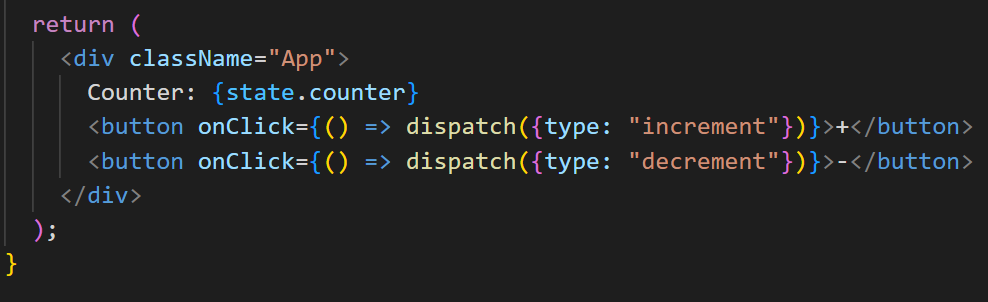 return (
<div className="App">
Counter: {state.counter}
<button onClick={() => dispatch({type: "increment"})}>+</button>
<button onClick={() => dispatch({type: "decrement"})}>-</button>
</div>
);
}